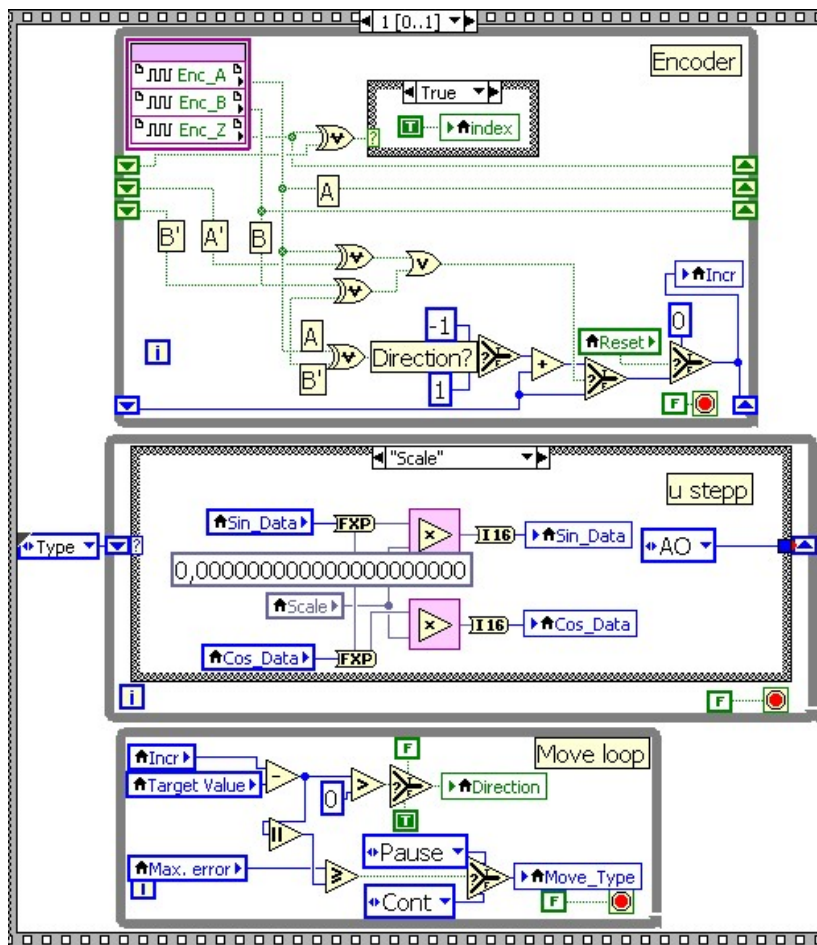 1 [0..1]
Encoder
Enc_A
Enc_B
Enc_Z
True
?
T
index
A
B'
A'
B
Incr
-1
0
A
Direction?
Reset
B'
1
i
F
"Scale"
u stepp
Sin_Data
FXP
I16
Sin_Data
Type
?
AO
0,00000000000000000000
Scale
I16
Cos_Data
Cos_Data
FXP
i
F
Move loop
Incr
F
Target Value
0
Direction
T
Pause
Max. error
Move_Type
i
Cont
F